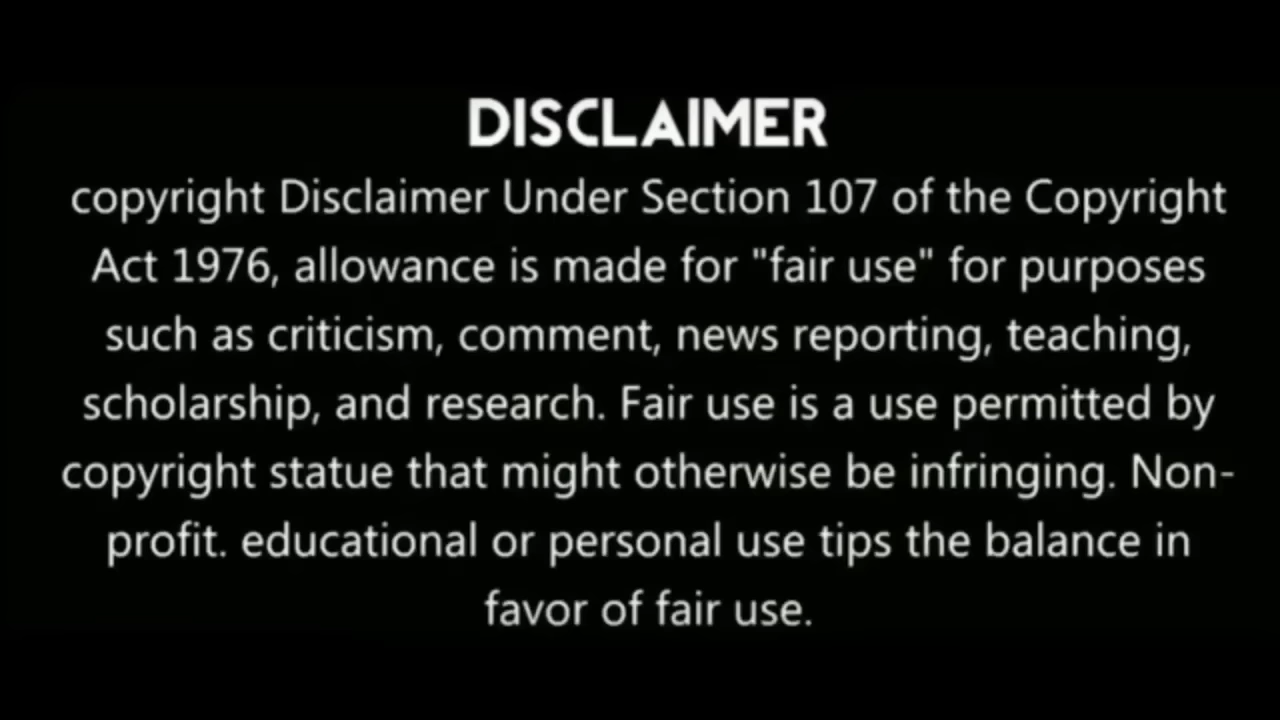 DISCLAIMER
copyright Disclaimer Under Section 107 of the Copyright
Act 1976, allowance is made for "fair use" for purposes
such as criticism, comment, news reporting, teaching,
scholarship, and research. Fair use is a use permitted by
copyright statue that might otherwise be infringing. Non-
profit. educational or personal use tips the balance in
favor of fair use.